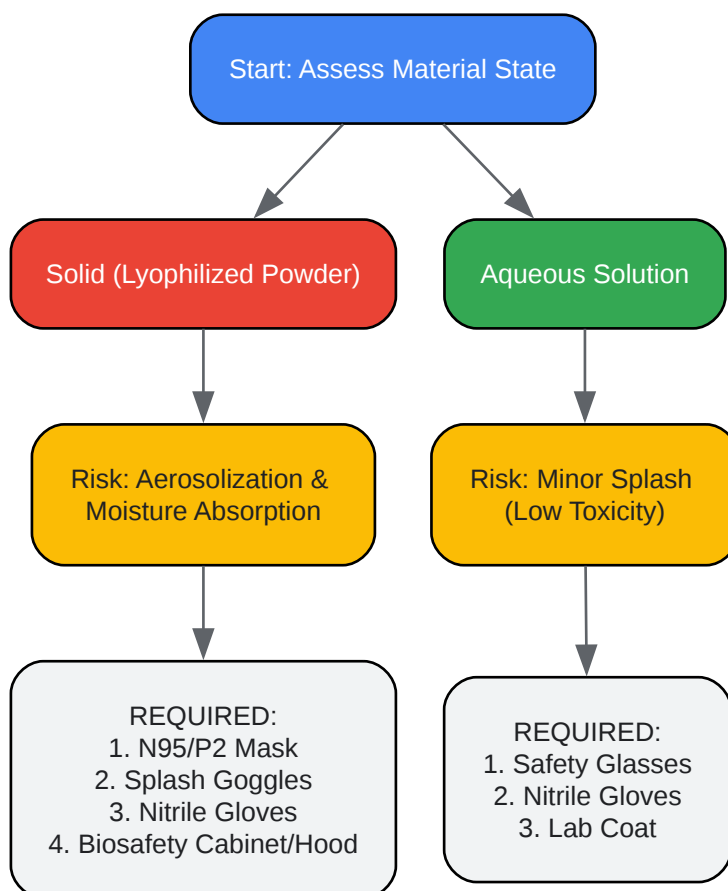 Start: Assess Material State
Solid (Lyophilized Powder)
Aqueous Solution
Risk: Aerosolization &
Moisture Absorption
Risk: Minor Splash
(Low Toxicity)
REQUIRED:
1. N95/P2 Mask
2. Splash Goggles
3. Nitrile Gloves
4. Biosafety Cabinet/Hood
REQUIRED:
1. Safety Glasses
2. Nitrile Gloves
3. Lab Coat